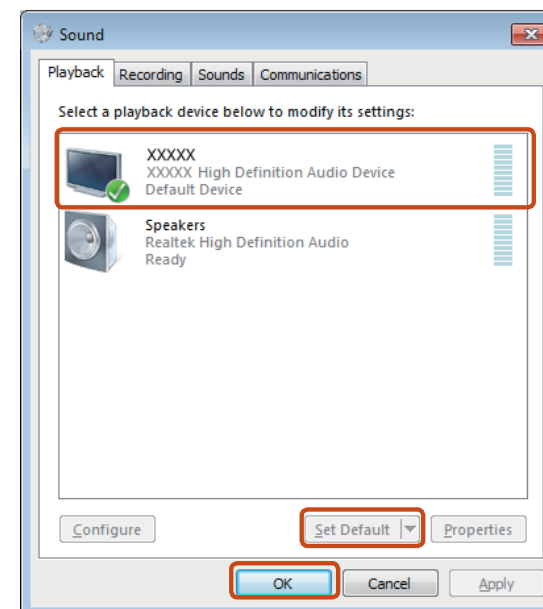 Sound
Playback Recording Sounds Communications
Select a playback device below to modify its settings:
XXXXX
XXXXX High Definition Audio Device
Default Device
Speakers
Realtek High Definition Audio
Ready
Configure Set Default Properties
OK Cancel Apply